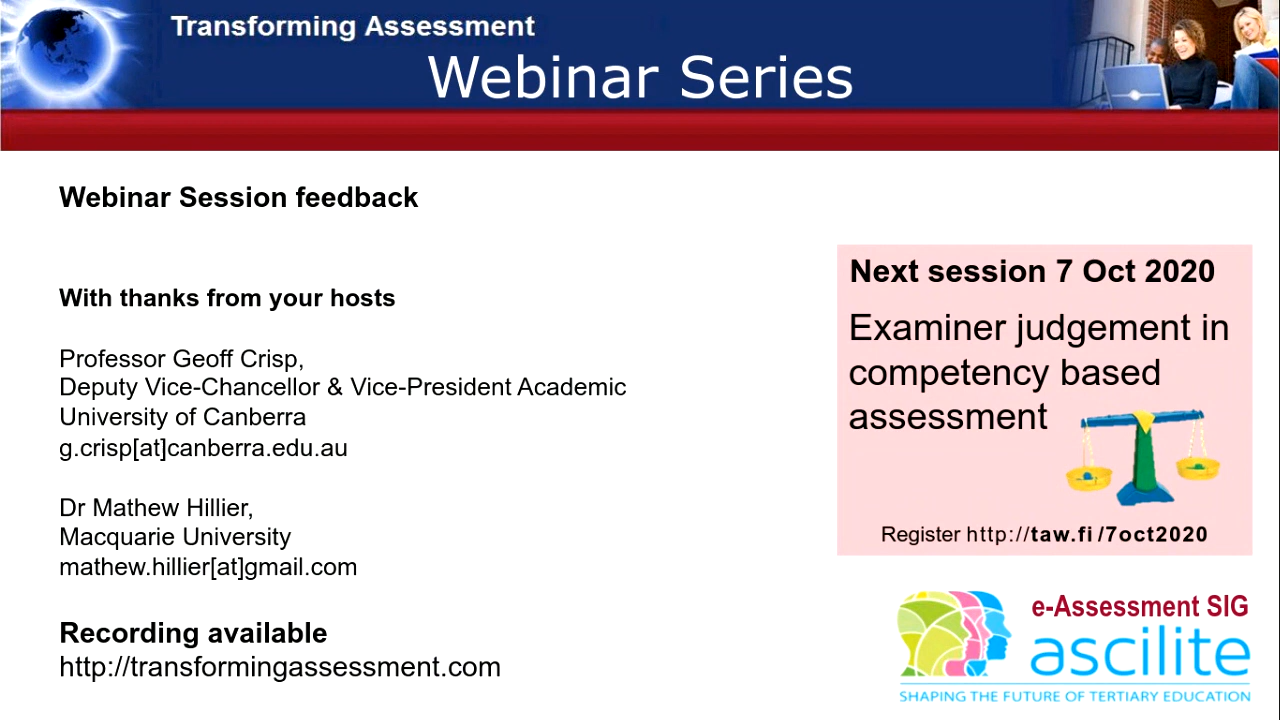 Transforming Assessment
Webinar Series
Webinar Session feedback
With thanks from your hosts
Professor Geoff Crisp,
Deputy Vice-Chancellor & Vice-President Academic
University of Canberra
g.crisp[at]canberra.edu.au
Dr Mathew Hillier,
Macquarie University
mathew.hillier[at]gmail.com
Recording available
http://transformingassessment.com
Next session 7 Oct 2020
Examiner judgement in
competency based
assessment
Register http://taw.fi/7oct2020
e-Assessment SIG
ascilite
SHAPING THE FUTURE OF TERTIARY EDUCATION